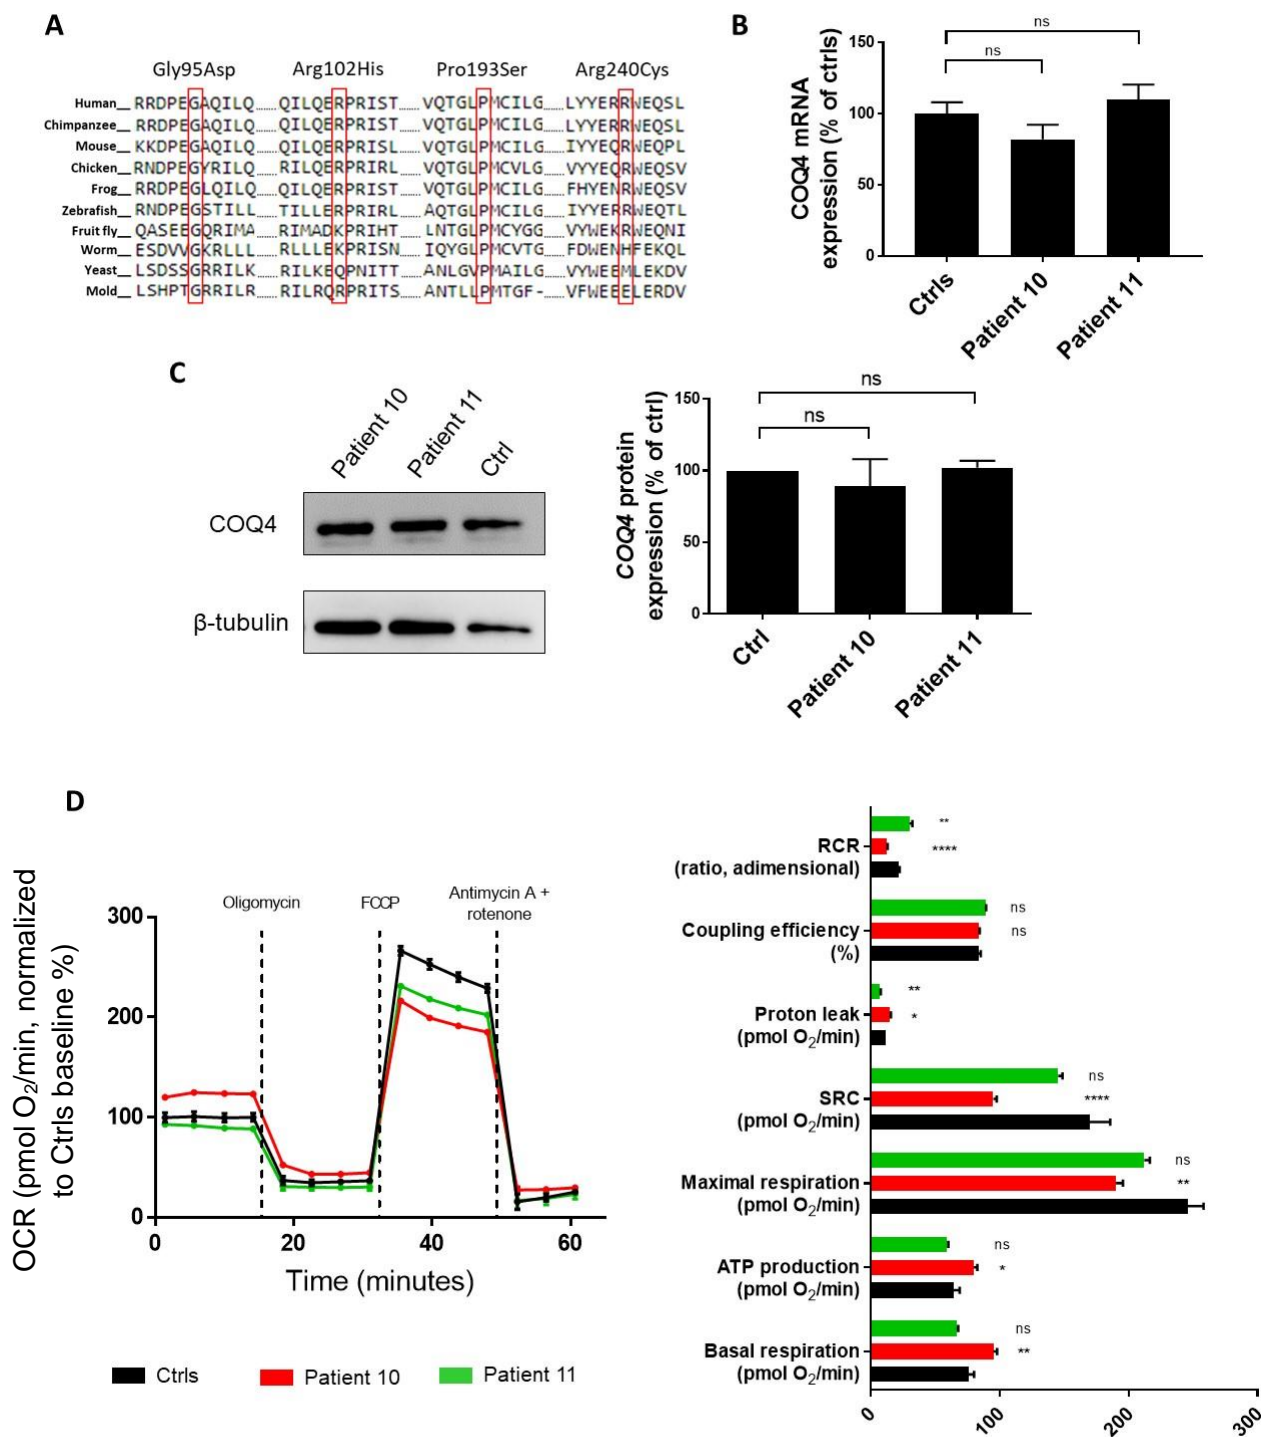 A
Gly95Asp Arg102His Pro193Ser Arg240Cys
Human__ RRDPEGAQILQ......QILQERPRIST.....VQTGLPMCILG....LYYERRWEQSL
Chimpanzee__ RRDPEGAQILQ......QILQERPRIST.....VQTGLPMCILG....LYYERRWEQSL
Mouse__ KKDPEGAQILQ......QILQERPRISL.....VQTGLPMCILG....IYYEQRWEQPL
Chicken__ RNDPEGYRILQ......RILQERPRIRL.....VQTGLPMCVLG....VYYERRWEQSV
Frog__ RRDPEGLQILQ......QILQERPRIST.....VQTGLPMCILG....FHYENRWEQSV
Zebrafish__ RNDPEGSTILL......TILLERPRIRL.....AQTGLPMCILG....IYYERRWEQTL
Fruit fly__ QASEEGQRIMA......RIMADKPRIHT.....LNTGLPMCYGG....VYWEKRWEQNI
Worm__ ESDVVGKRLLL......RLLLEKPRISN.....IQYGLPMCVTG....FDWENHFEKQL
Yeast__ LSDSSGRRILK......RILKEQPNITT.....ANLGVPMAILG....VYWEEMLEKDV
Mold__ LSHPTGRRILR......RILRQRPRITS.....ANTLLPMTGF-....VFWEEELERDV
B
COQ4 mRNA
expression (% of ctrls)
150
100
50
0
ns
ns
Ctrls
Patient 10
Patient 11
C
Patient 10
Patient 11
Ctrl
COQ4
β-tubulin
COQ4 protein
expression (% of ctrl)
150
100
50
0
ns
ns
Ctrl
Patient 10
Patient 11
D
OCR (pmol O₂/min, normalized
to Ctrls baseline %)
300
200
100
0
Oligomycin
FCCP
Antimycin A +
rotenone
0 20 40 60
Time (minutes)
Ctrls
Patient 10
Patient 11
RCR
(ratio, adimensional)
**
****
Coupling efficiency
(%)
ns
ns
Proton leak
(pmol O₂/min)
**
*
SRC
(pmol O₂/min)
ns
****
Maximal respiration
(pmol O₂/min)
ns
**
ATP production
(pmol O₂/min)
ns
*
Basal respiration
(pmol O₂/min)
ns
**
0 100 200 300